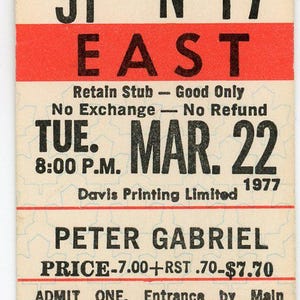 EAST
Retain Stub — Good Only
No Exchange — No Refund
TUE. MAR. 22
8:00 P.M. 1977
Davis Printing Limited
PETER GABRIEL
PRICE-7.00+RST .70-$7.70
ADMIT ONE. Entrance by Main